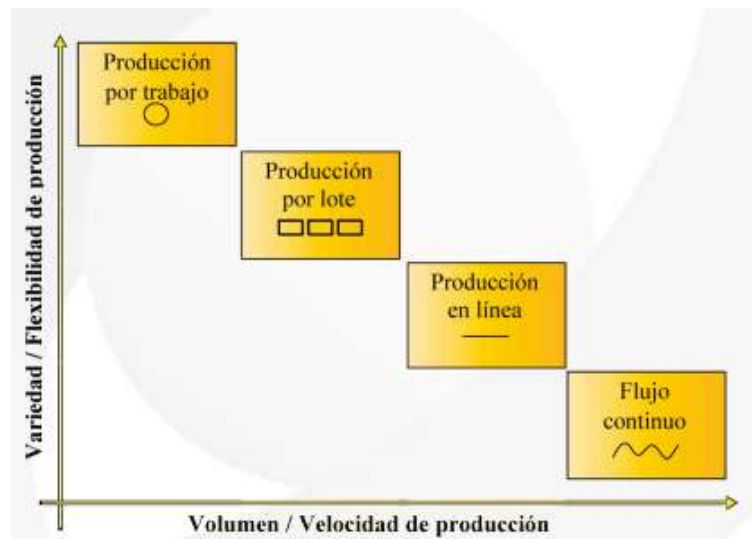 Variedad / Flexibilidad de producción
Producción
por trabajo
Producción
por lote
Producción
en línea
Flujo
continuo
Volumen / Velocidad de producción